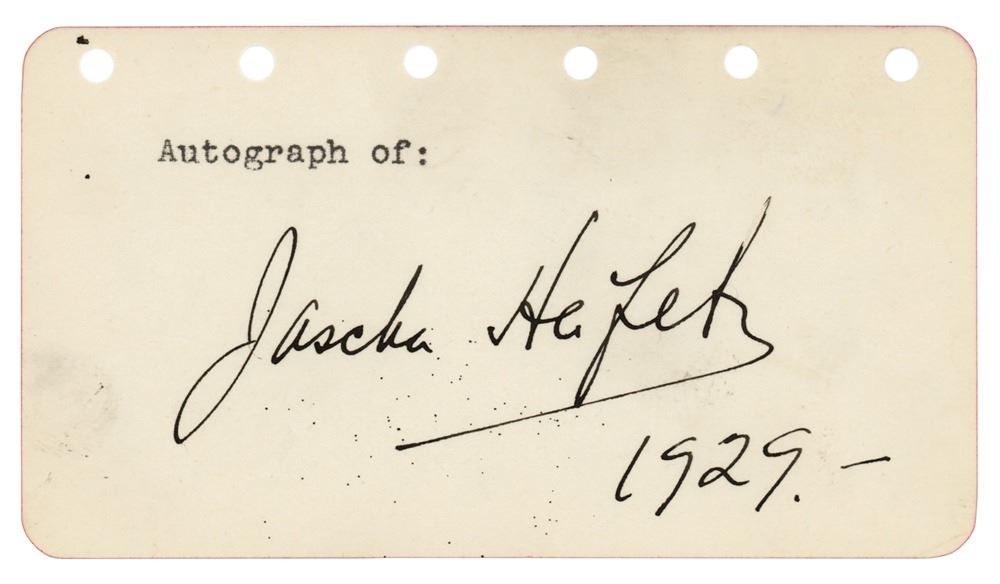 Autograph of:
Jascha Heifetz
1929.–